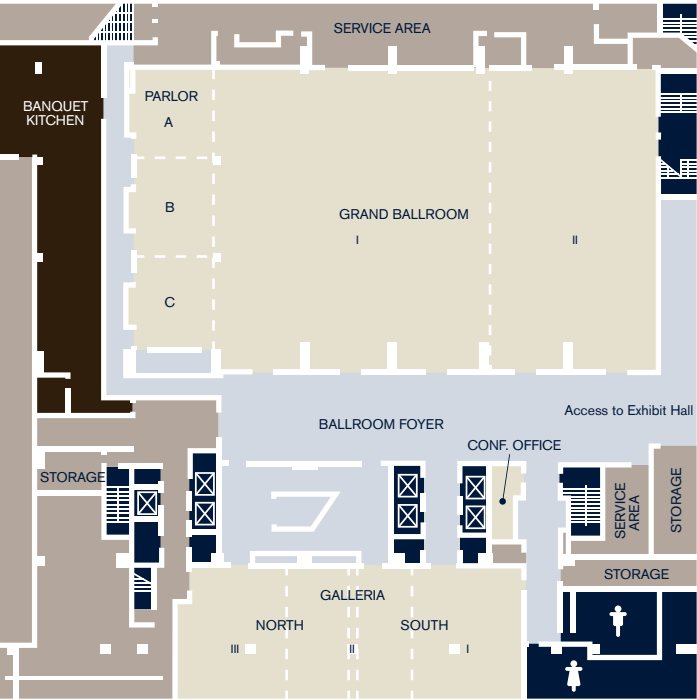 SERVICE AREA
PARLOR
A
BANQUET
KITCHEN
B
GRAND BALLROOM
I
II
C
Access to Exhibit Hall
BALLROOM FOYER
CONF. OFFICE
STORAGE
SERVICE
AREA
STORAGE
STORAGE
GALLERIA
NORTH
SOUTH
III
II
I